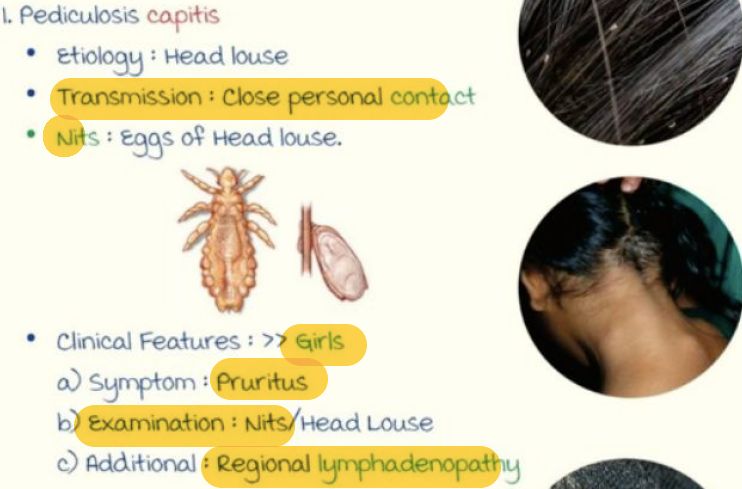 1. Pediculosis capitis
• Etiology : Head louse
• Transmission : Close personal contact
• Nits : Eggs of Head louse.
• Clinical Features : >> Girls
a) Symptom : Pruritus
b) Examination : Nits/Head Louse
c) Additional : Regional lymphadenopathy